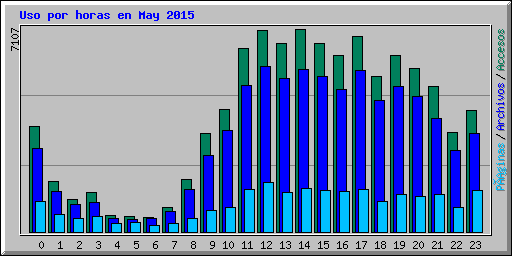 Uso por horas en May 2015
7107
0 1 2 3 4 5 6 7 8 9 10 11 12 13 14 15 16 17 18 19 20 21 22 23
/ Archivos / Accesos